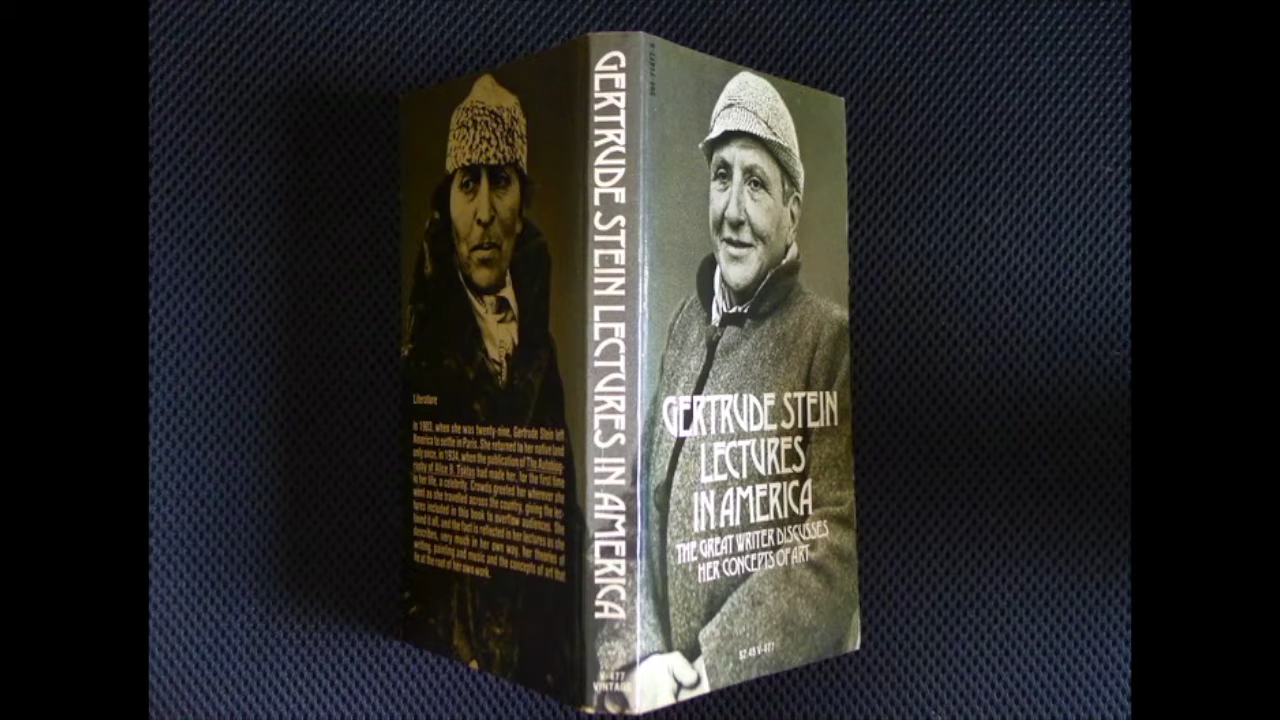 Literature
In 1903, when she was twenty-nine, Gertrude Stein left
America to settle in Paris. She returned to her native land
only once, in 1934, when the publication of The Autobiog-
raphy of Alice B. Toklas had made her, for the first time
in her life, a celebrity. Crowds greeted her wherever she
went as she travelled across the country, giving the lec-
tures included in this book to overflow audiences. She
loved it all, and the fact is reflected in her lectures as she
describes, very much in her own way, her theories of
writing, painting and music and the concepts of art that
lie at the root of her own work.
GERTRUDE STEIN LECTURES IN AMERICA
V-477
VINTAGE
GERTRUDE STEIN
LECTURES
IN AMERICA
THE GREAT WRITER DISCUSSES
HER CONCEPTS OF ART
$2.45 V-477